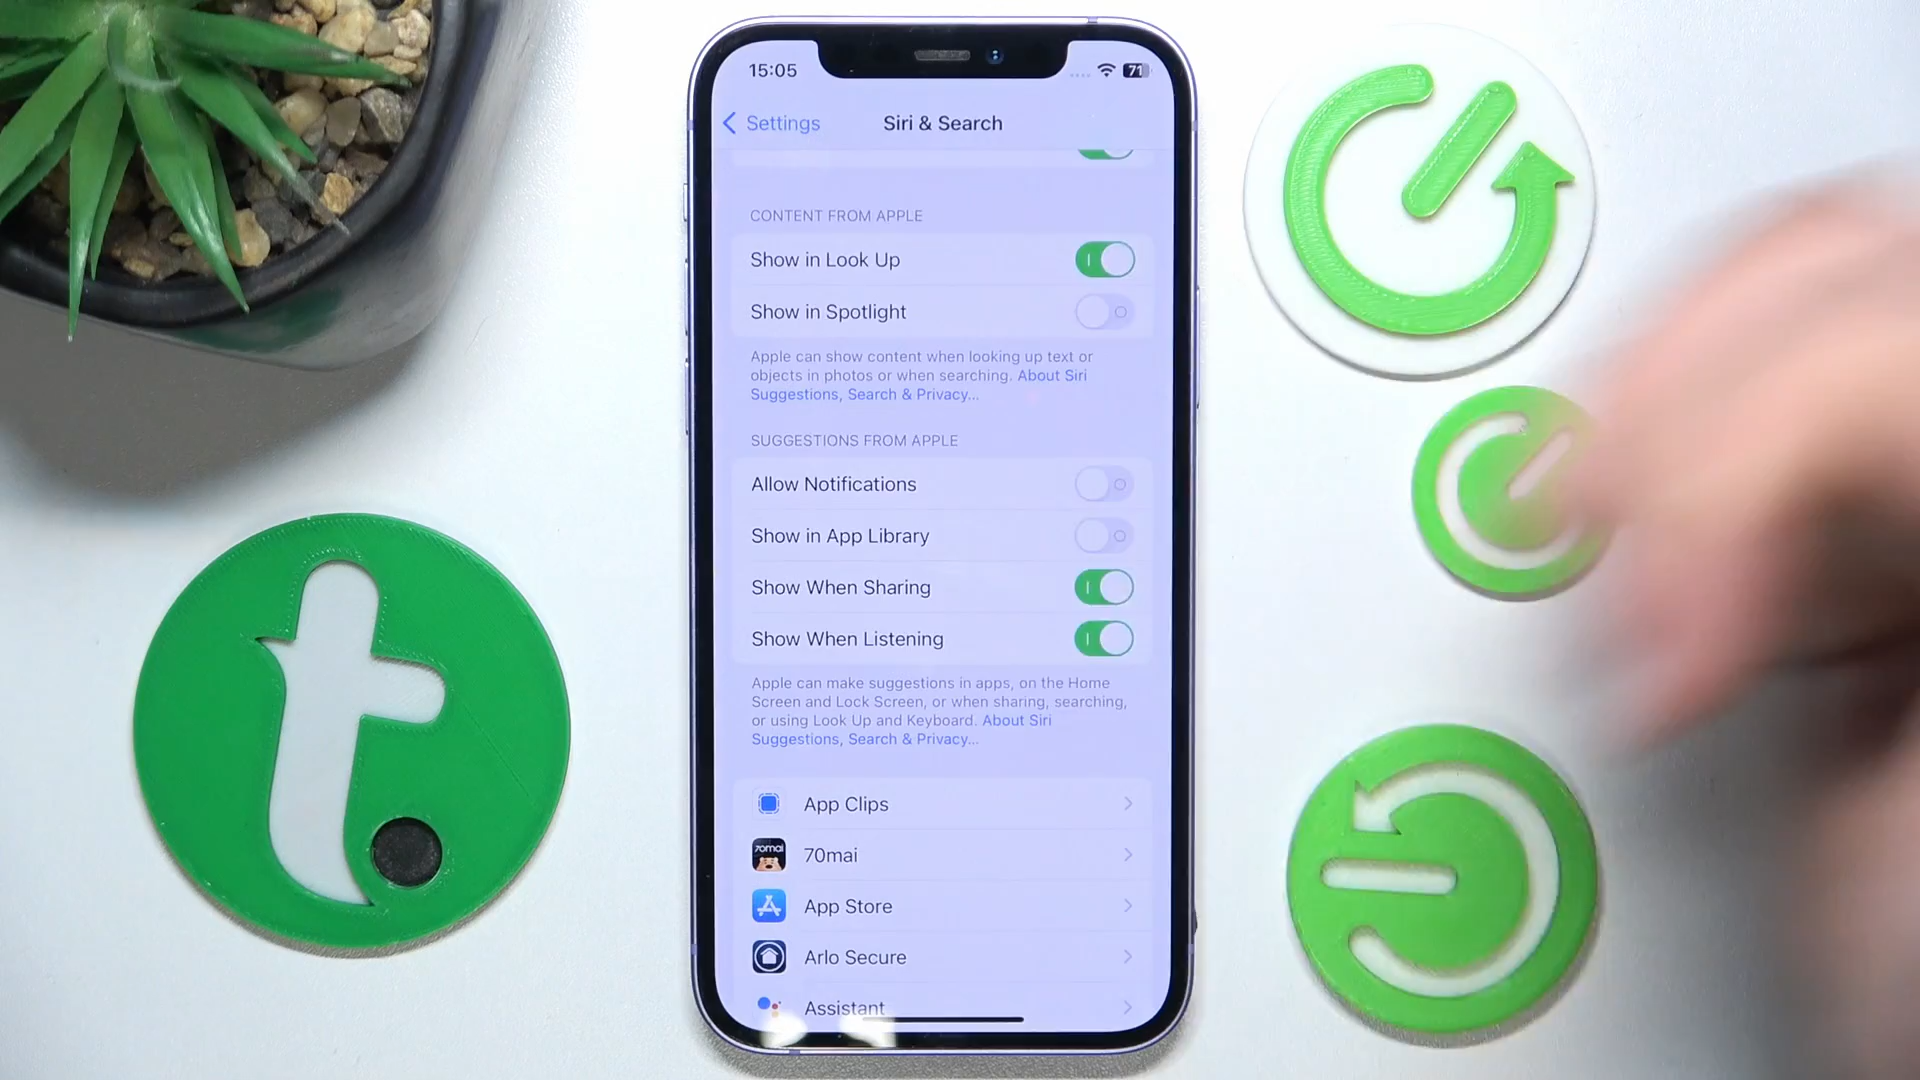 15:05
71
Settings
Siri & Search
CONTENT FROM APPLE
Show in Look Up
Show in Spotlight
Apple can show content when looking up text or
objects in photos or when searching. About Siri
Suggestions, Search & Privacy...
SUGGESTIONS FROM APPLE
Allow Notifications
Show in App Library
Show When Sharing
Show When Listening
Apple can make suggestions in apps, on the Home
Screen and Lock Screen, or when sharing, searching,
or using Look Up and Keyboard. About Siri
Suggestions, Search & Privacy...
App Clips
70mai
70mai
App Store
Arlo Secure
Assistant
t.